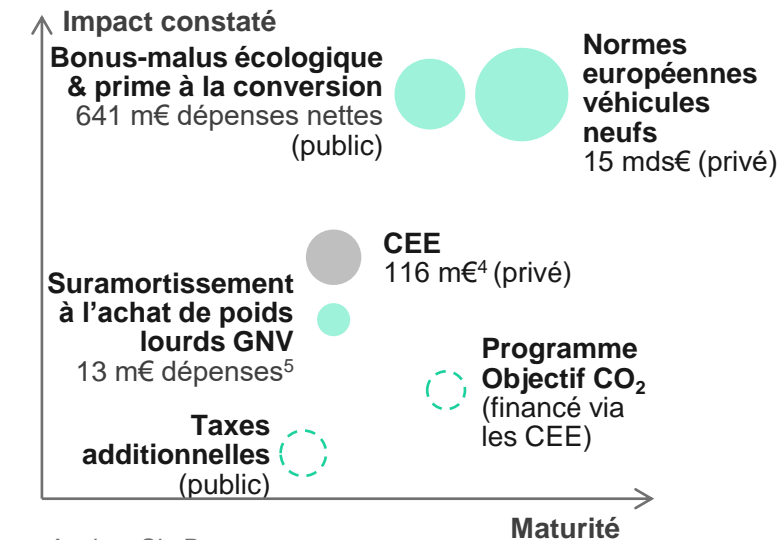 Impact constaté
Bonus-malus écologique
& prime à la conversion
641 m€ dépenses nettes
(public)
Normes
européennes
véhicules
neufs
15 mds€ (privé)
CEE
116 m€⁴ (privé)
Suramortissement
à l’achat de poids
lourds GNV
13 m€ dépenses⁵
Programme
Objectif CO₂
(financé via
les CEE)
Taxes
additionnelles
(public)
Maturité